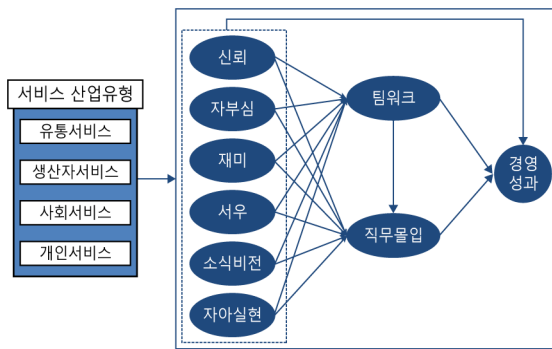 서비스 산업유형
유통서비스
생산자서비스
사회서비스
개인서비스
신뢰
자부심
재미
서우
소식비전
자아실현
팀워크
직무몰입
경영
성과